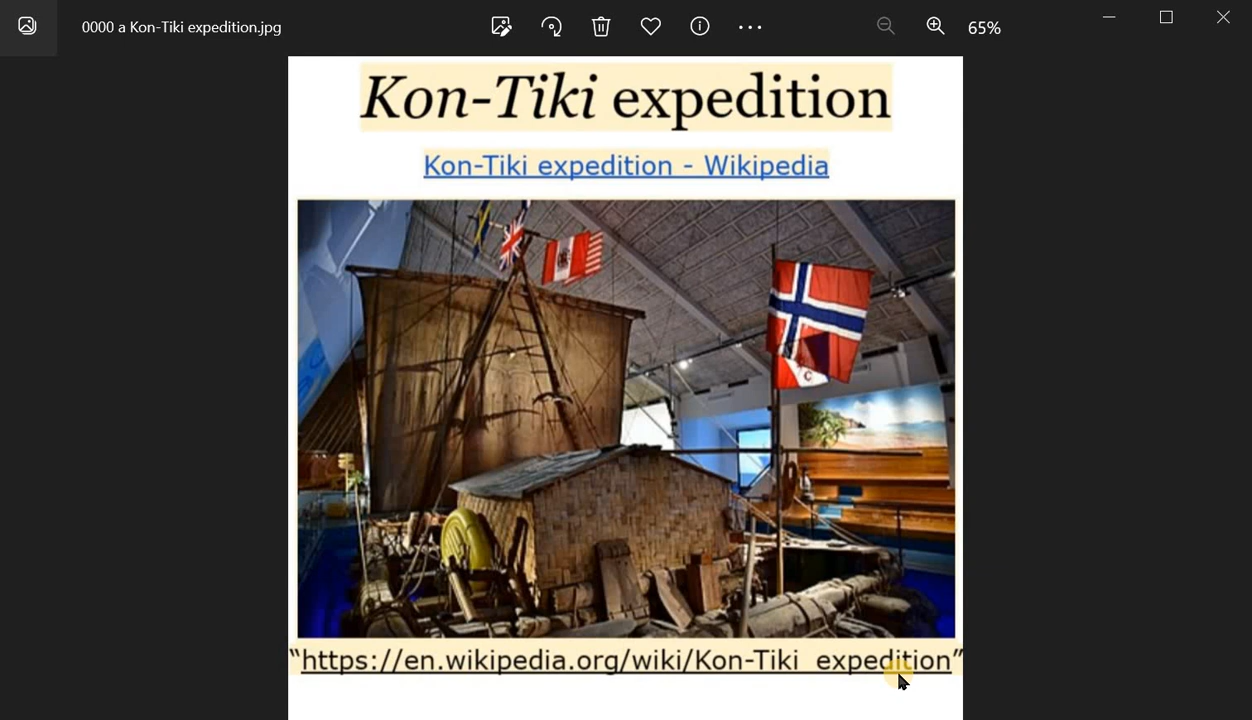 0000 a Kon-Tiki expedition.jpg
65%
Kon-Tiki expedition
Kon-Tiki expedition - Wikipedia
C
“https://en.wikipedia.org/wiki/Kon-Tiki_expedition”